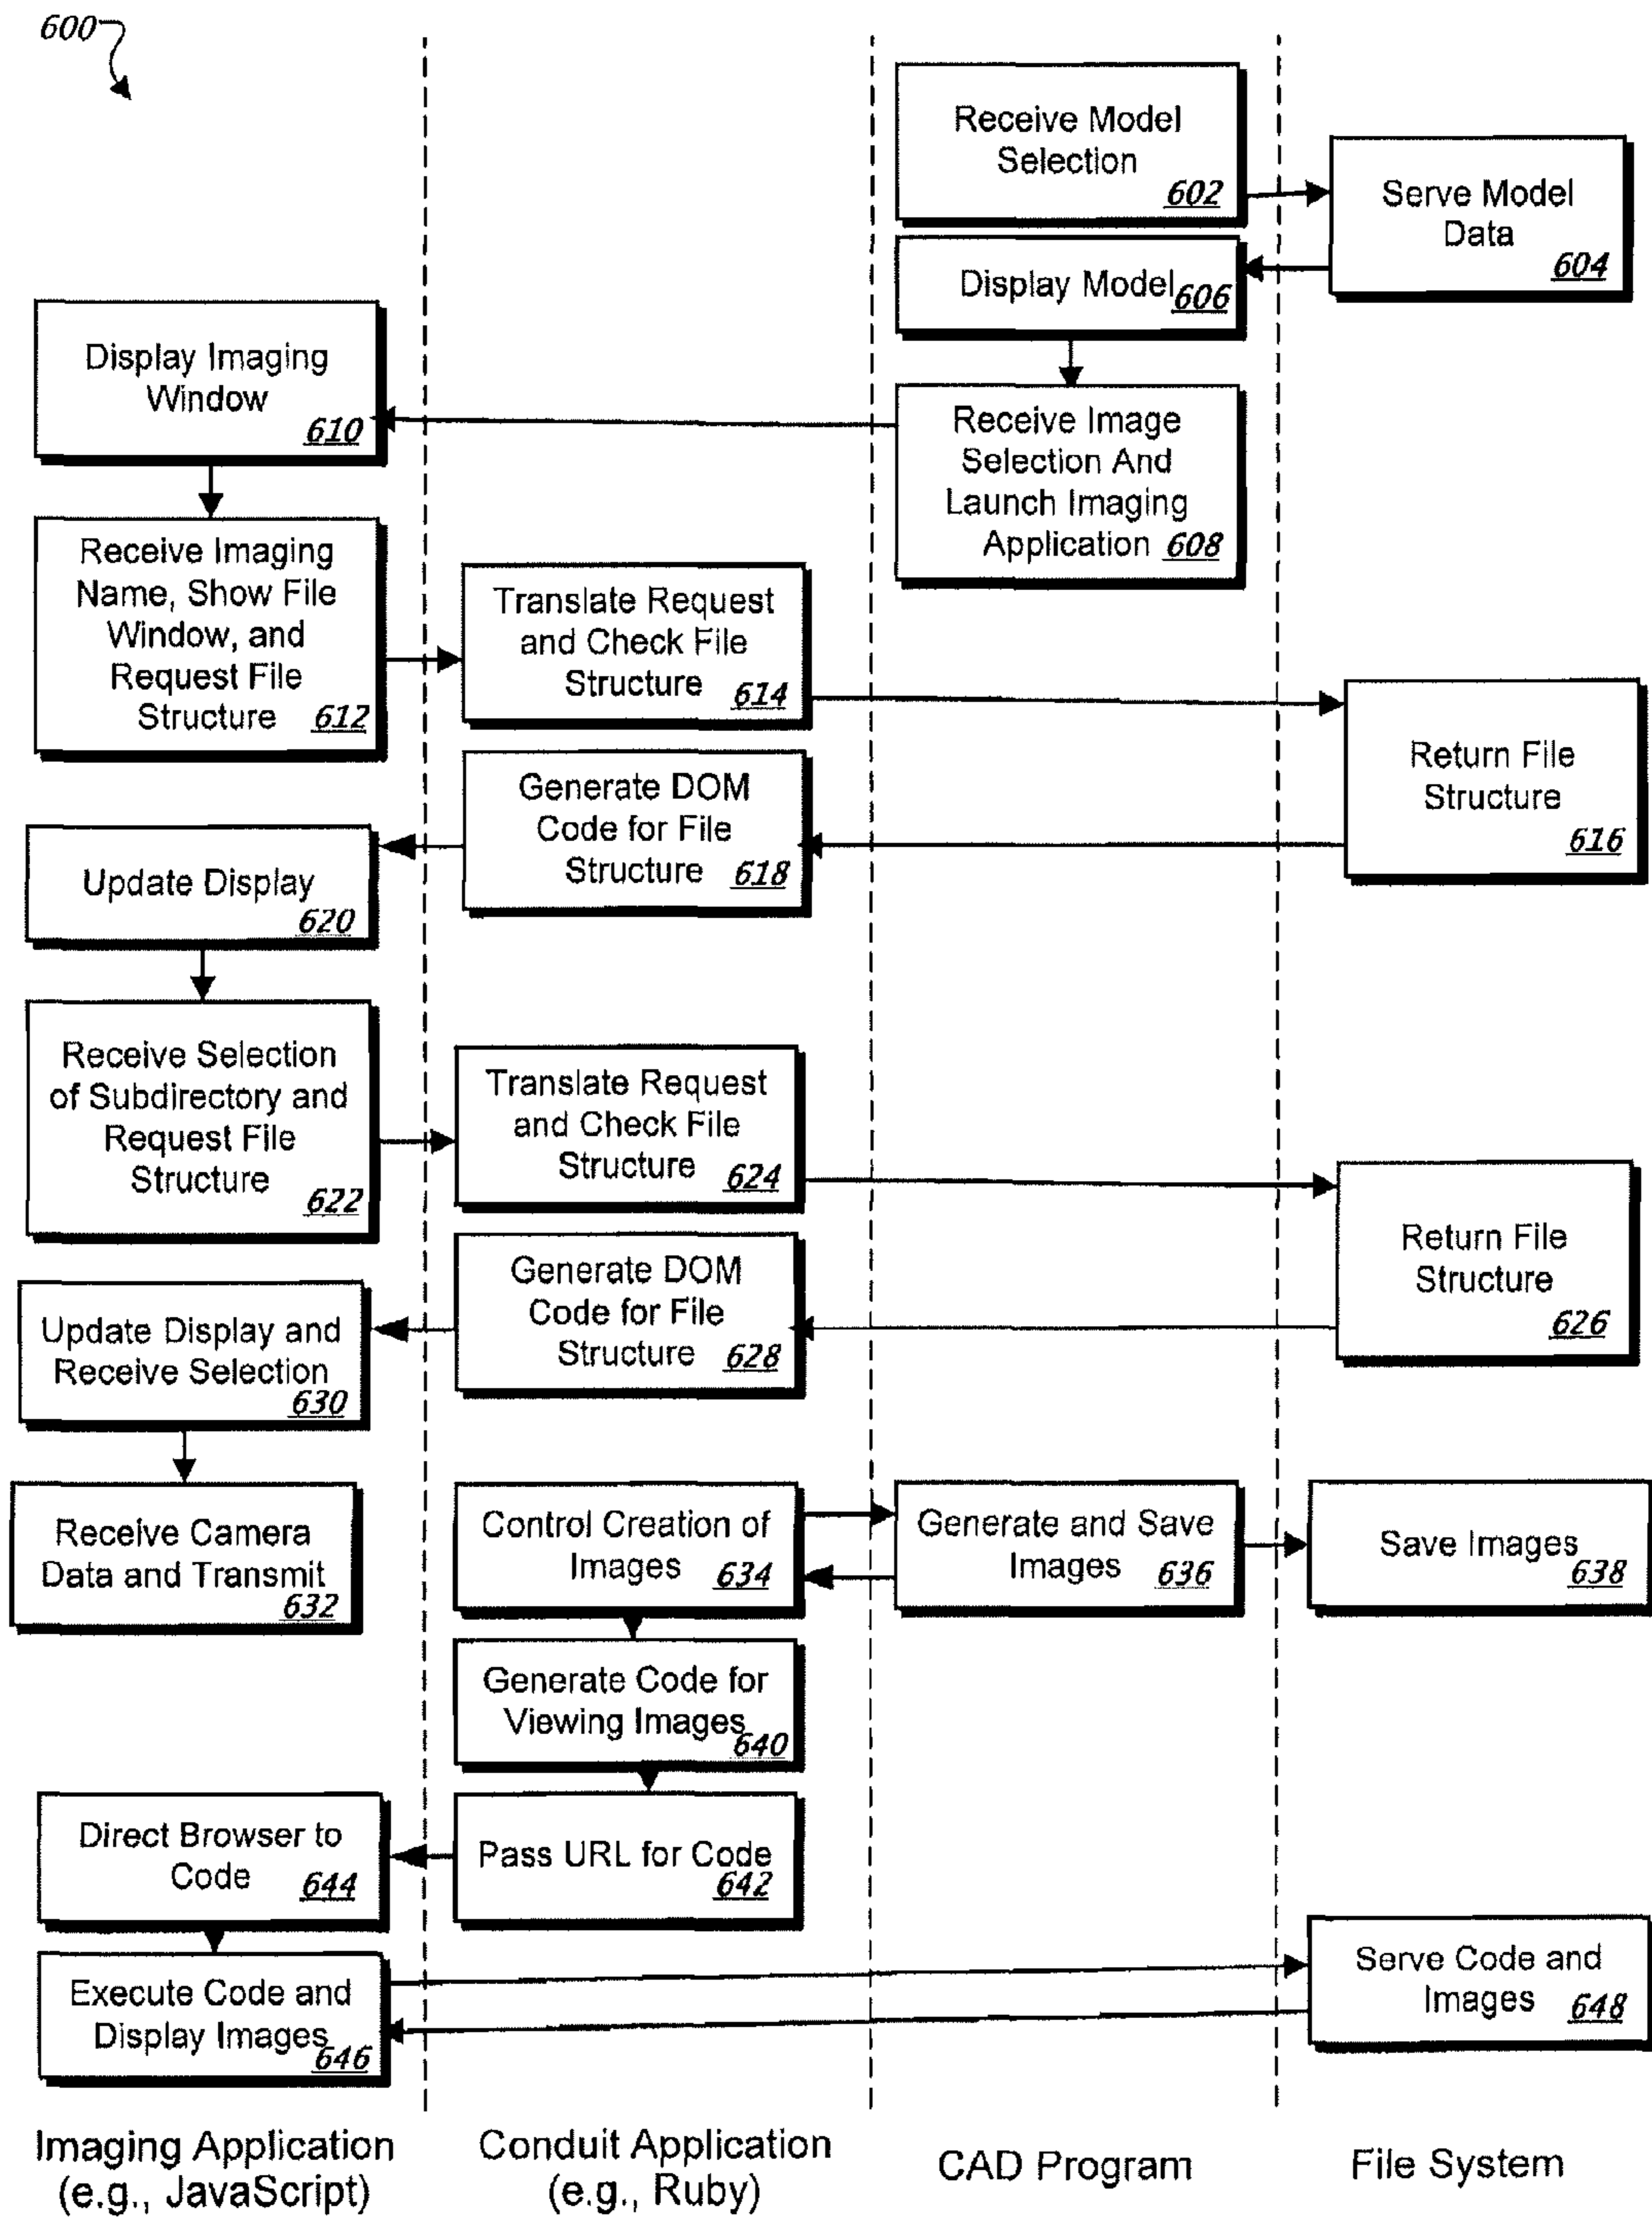 600
Receive Model
Selection
602
Serve Model
Data
604
Display Model
606
Display Imaging
Window
610
Receive Image
Selection And
Launch Imaging
Application 608
Receive Imaging
Name, Show File
Window, and
Request File
Structure 612
Translate Request
and Check File
Structure 614
Return File
Structure
616
Generate DOM
Code for File
Structure 618
Update Display
620
Receive Selection
of Subdirectory and
Request File
Structure
622
Translate Request
and Check File
Structure 624
Return File
Structure
626
Generate DOM
Code for File
Structure 628
Update Display and
Receive Selection
630
Receive Camera
Data and Transmit
632
Control Creation of
Images 634
Generate and Save
Images 636
Save Images
638
Generate Code for
Viewing Images
640
Direct Browser to
Code 644
Pass URL for Code
642
Execute Code and
Display Images
646
Serve Code and
Images 648
Imaging Application
(e.g., JavaScript)
Conduit Application
(e.g., Ruby)
CAD Program
File System